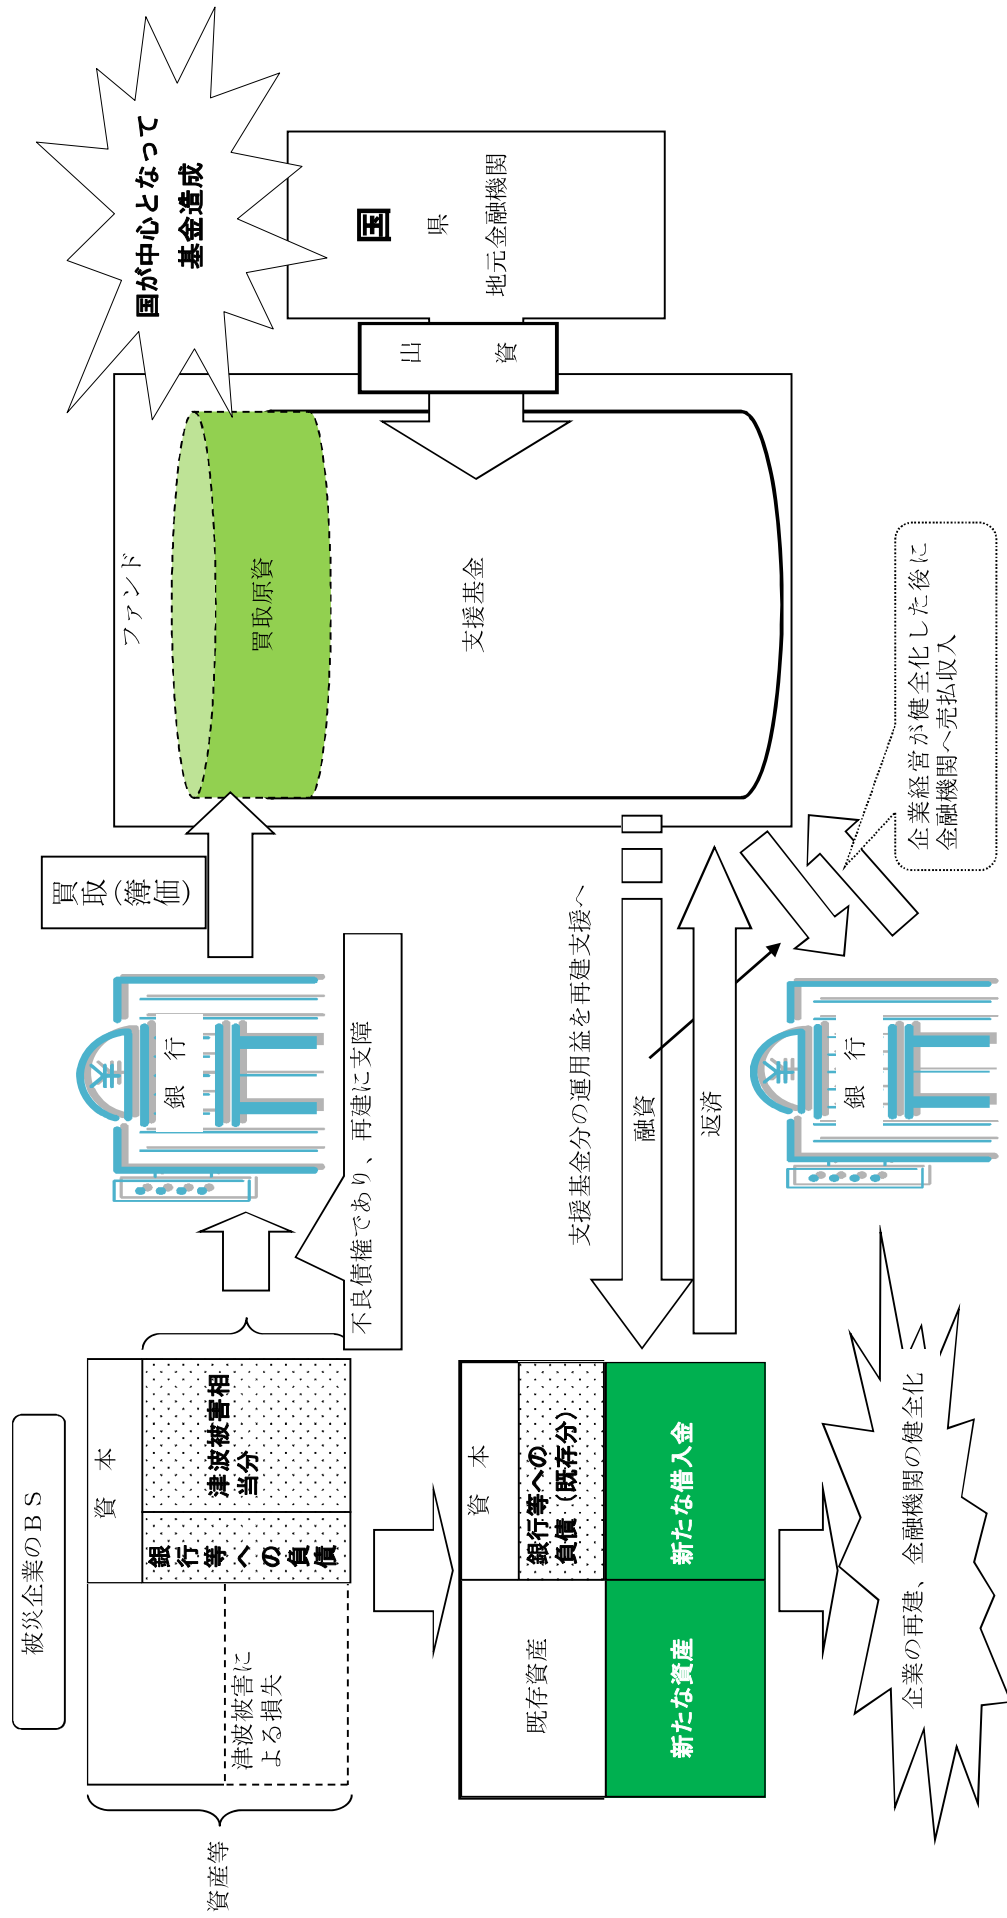 被災企業のＢＳ
資産等
資　本
銀行等への負債
津波被害相
当分
津波被害に
よる損失
不良債権であり、再建に支障
銀　行
買取(簿価)
ファンド
買取原資
支援基金
国が中心となって
基金造成
国
県
地元金融機関
出　資
支援基金分の運用益を再建支援へ
融資
返済
資　本
銀行等への
負債（既存分）
既存資産
新たな借入金
新たな資産
銀　行
企業経営が健全化した後に
金融機関へ売払収入
企業の再建、金融機関の健全化